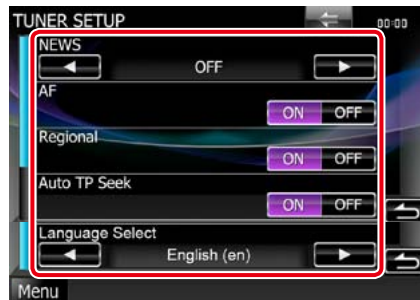 TUNER SETUP 00:00
NEWS
OFF
AF
ON OFF
Regional
ON OFF
Auto TP Seek
ON OFF
Language Select
English (en)
Menu